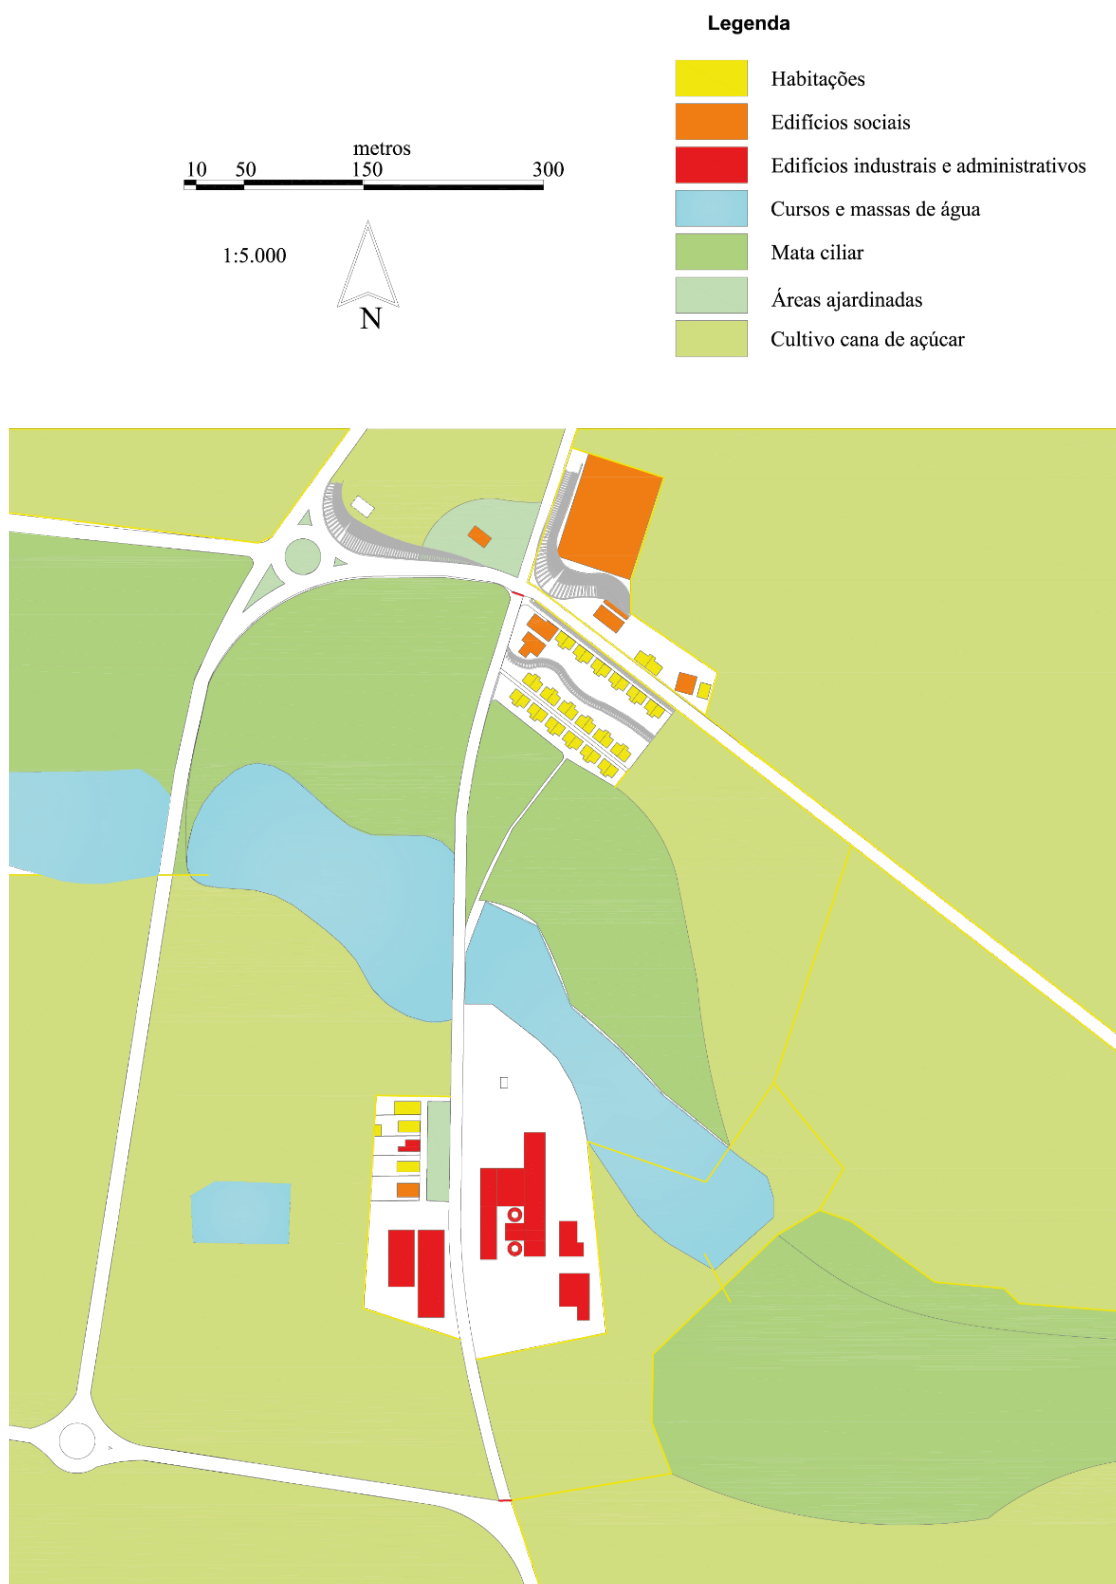 Legenda
Habitações
Edifícios sociais
Edifícios industrais e administrativos
Cursos e massas de água
Mata ciliar
Áreas ajardinadas
Cultivo cana de açúcar
metros
10 50 150 300
1:5.000
N